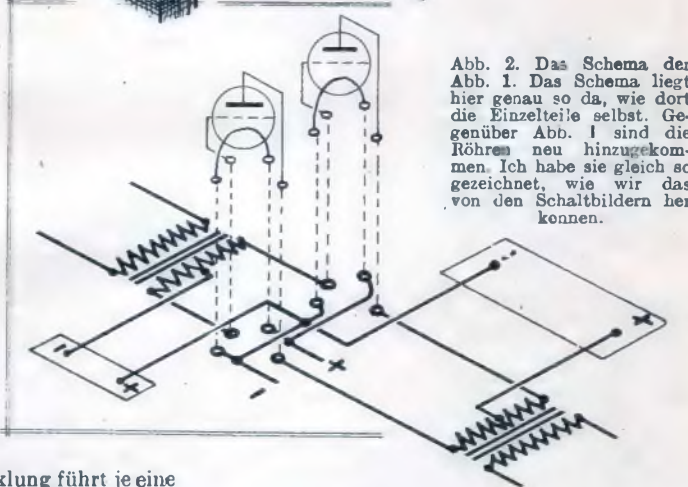 Abb. 2. Das Schema der
Abb. 1. Das Schema liegt
hier genau so da, wie dort
die Einzelteile selbst. Ge-
genüber Abb. 1 sind die
Röhren neu hinzugekom-
men. Ich habe sie gleich so
gezeichnet, wie wir das
von den Schaltbildern her
konnen.
- +
- +
+
-
klung führt je eine